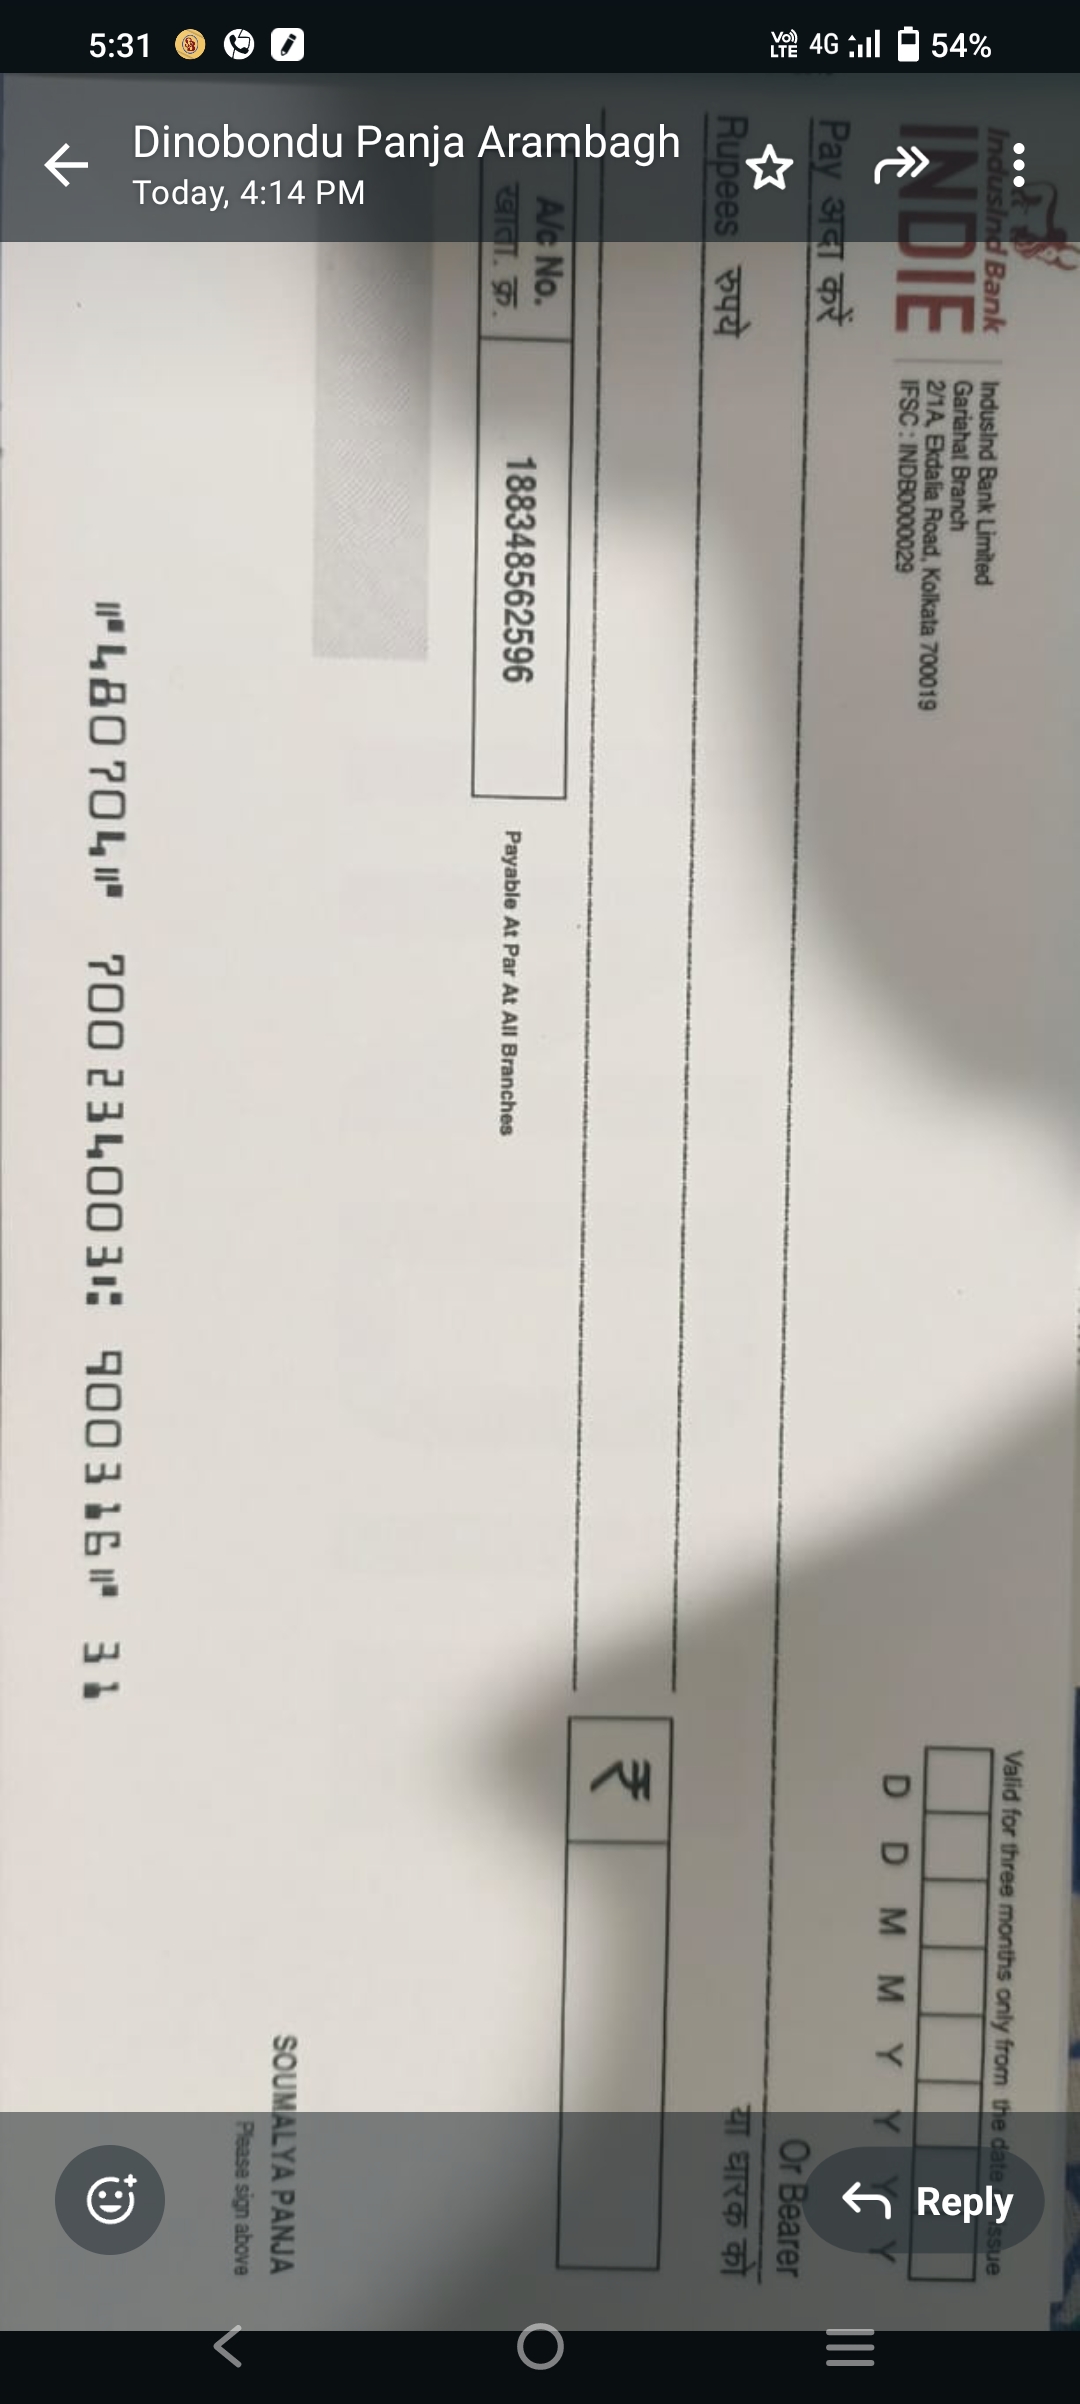 5:31
Vo) LTE 4G 54%
Dinobondu Panja Arambagh
Today, 4:14 PM
IndusInd Bank
INDIE
IndusInd Bank Limited
Gariahat Branch
2/1A, Ekdalia Road, Kolkata 700019
IFSC : INDB0000029
Valid for three months only from the date ssue
D D M M Y Y Y Y
Pay अदा करें
Or Bearer
या धारक को
Rupees रुपये
₹
A/c No.
खाता. क्र.
188348562596
Payable At Par At All Branches
SOUMALYA PANJA
Please sign above
⑈480704⑈ 700234003⑆ 900316⑈ 31
Reply